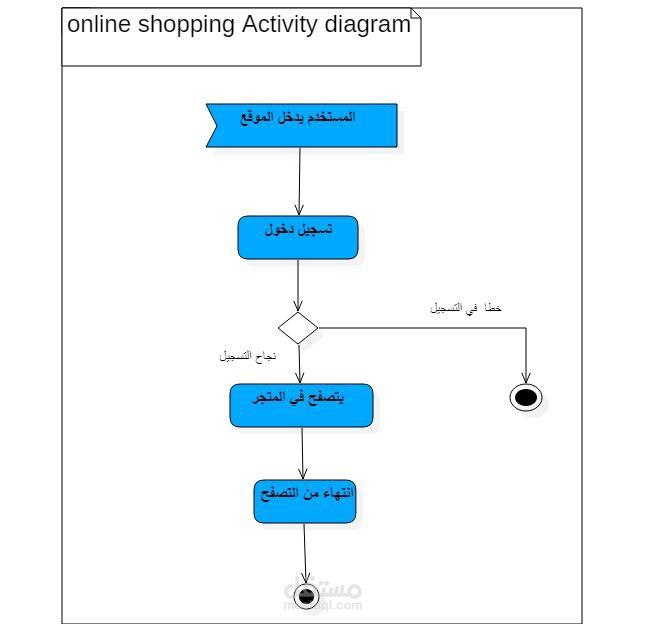 online shopping Activity diagram
المستخدم يدخل الموقع
تسجيل دخول
خطا في التسجيل
نجاح التسجيل
يتصفح في المتجر
انتهاء من التصفح
مستقل
mostaql.com